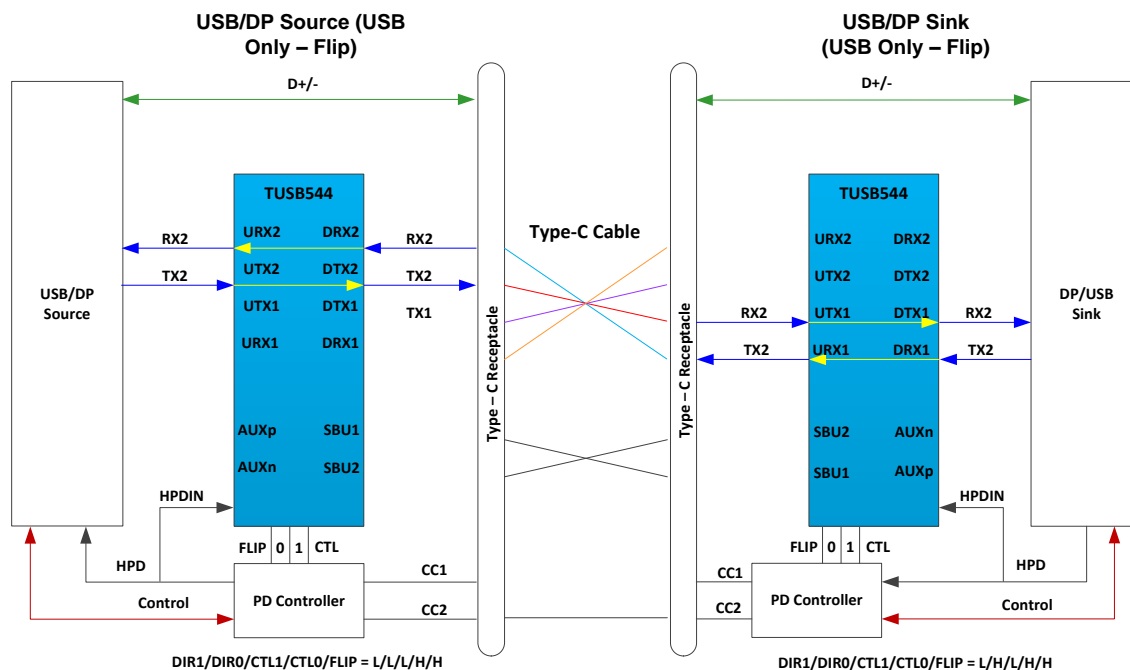 USB/DP Source (USB
Only – Flip)
USB/DP Sink
(USB Only – Flip)
D+/-
D+/-
TUSB544
TUSB544
RX2
URX2
DRX2
RX2
Type-C Cable
URX2
DRX2
TX2
UTX2
DTX2
TX2
UTX2
DTX2
USB/DP
Source
UTX1
DTX1
TX1
RX2
UTX1
DTX1
RX2
DP/USB
Sink
URX1
DRX1
TX2
URX1
DRX1
TX2
Type – C Receptacle
Type – C Receptacle
AUXp
SBU1
SBU2
AUXn
AUXn
SBU2
SBU1
AUXp
HPDIN
HPDIN
FLIP
0
1
CTL
FLIP
0
1
CTL
HPD
CC1
CC1
HPD
Control
PD Controller
CC2
CC2
PD Controller
Control
DIR1/DIR0/CTL1/CTL0/FLIP = L/L/L/H/H
DIR1/DIR0/CTL1/CTL0/FLIP = L/H/L/H/H